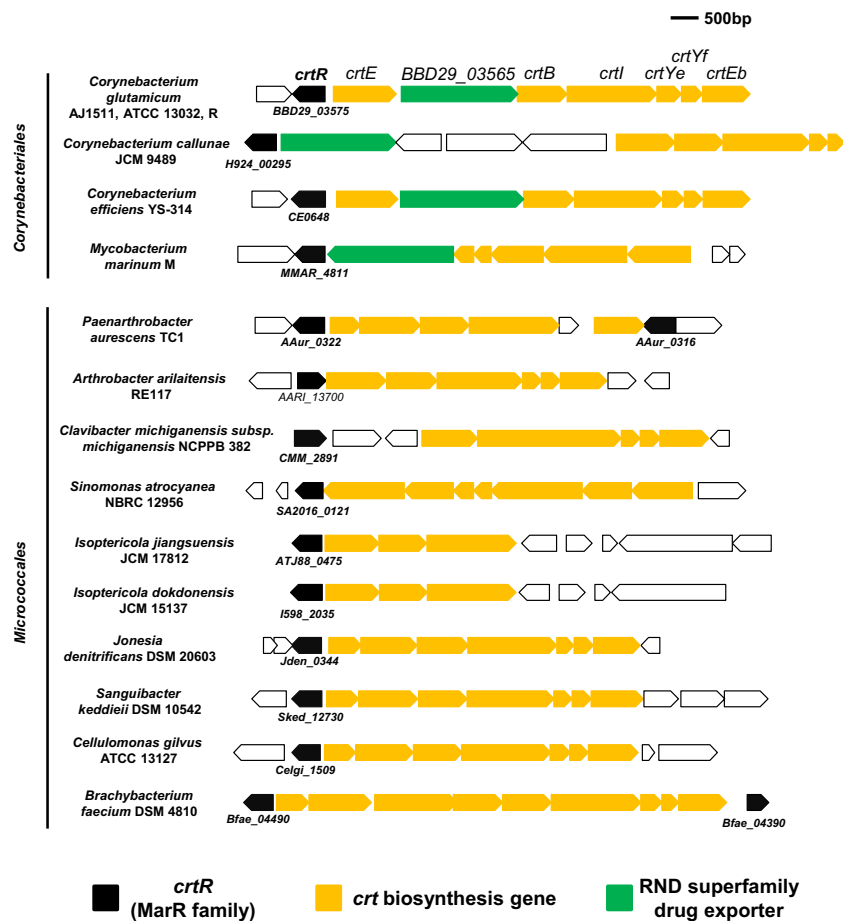 500bp
crtYf
crtR crtE BBD29_03565 crtB crtI crtYe crtEb
Corynebacteriales
Corynebacterium
glutamicum
AJ1511, ATCC 13032, R
BBD29_03575
Corynebacterium callunae
JCM 9489
H924_00295
Corynebacterium
efficiens YS-314
CE0648
Mycobacterium
marinum M
MMAR_4811
Micrococcales
Paenarthrobacter
aurescens TC1
AAur_0322 AAur_0316
Arthrobacter arilaitensis
RE117
AARI_13700
Clavibacter michiganensis subsp.
michiganensis NCPPB 382
CMM_2891
Sinomonas atrocyanea
NBRC 12956
SA2016_0121
Isoptericola jiangsuensis
JCM 17812
ATJ88_0475
Isoptericola dokdonensis
JCM 15137
I598_2035
Jonesia
denitrificans DSM 20603
Jden_0344
Sanguibacter
keddieii DSM 10542
Sked_12730
Cellulomonas gilvus
ATCC 13127
Celgi_1509
Brachybacterium
faecium DSM 4810
Bfae_04490 Bfae_04390
crtR
(MarR family)
crt biosynthesis gene
RND superfamily
drug exporter